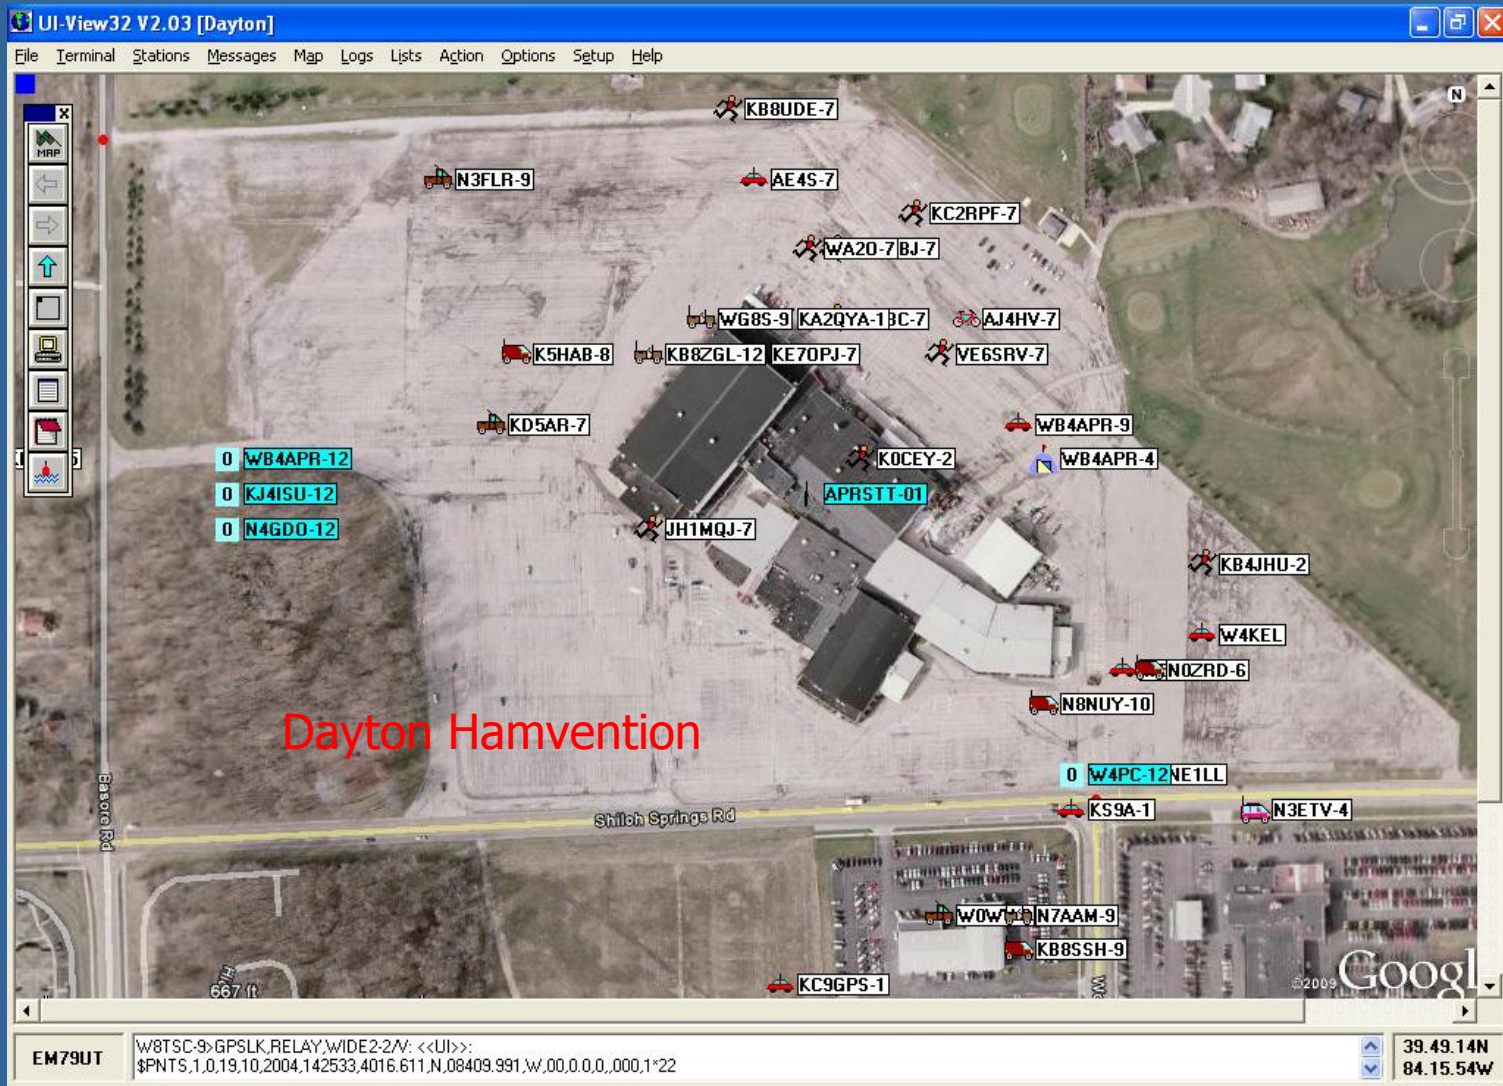 UI-View32 V2.03 [Dayton]
File Terminal Stations Messages Map Logs Lists Action Options Setup Help
x
MAP
N
KB8UDE-7
N3FLR-9
AE4S-7
KC2RPF-7
WA2O-7
BJ-7
WG8S-9
KA2QYA-1
C-7
AJ4HV-7
K5HAB-8
KB8ZGL-12
KE7OPJ-7
VE6SRV-7
KD5AR-7
WB4APR-9
0 WB4APR-12
K0CEY-2
WB4APR-4
0 KJ4ISU-12
APRSTT-01
0 N4GDO-12
JH1MQJ-7
KB4JHU-2
W4KEL
N0ZRD-6
N8NUY-10
Dayton Hamvention
0 W4PC-12
NE1LL
Basore Rd
Shiloh Springs Rd
KS9A-1
N3ETV-4
W0W
N7AAM-9
KB8SSH-9
KC9GPS-1
667 ft
©2009 Googl
EM79UT
W8TSC-9>GPSLK,RELAY,WIDE2-2/V: <<UI>>:
$PNTS,1,0,19,10,2004,142533,4016.611,N,08409.991,W,00,0.0,0,,000,1*22
39.49.14N
84.15.54W